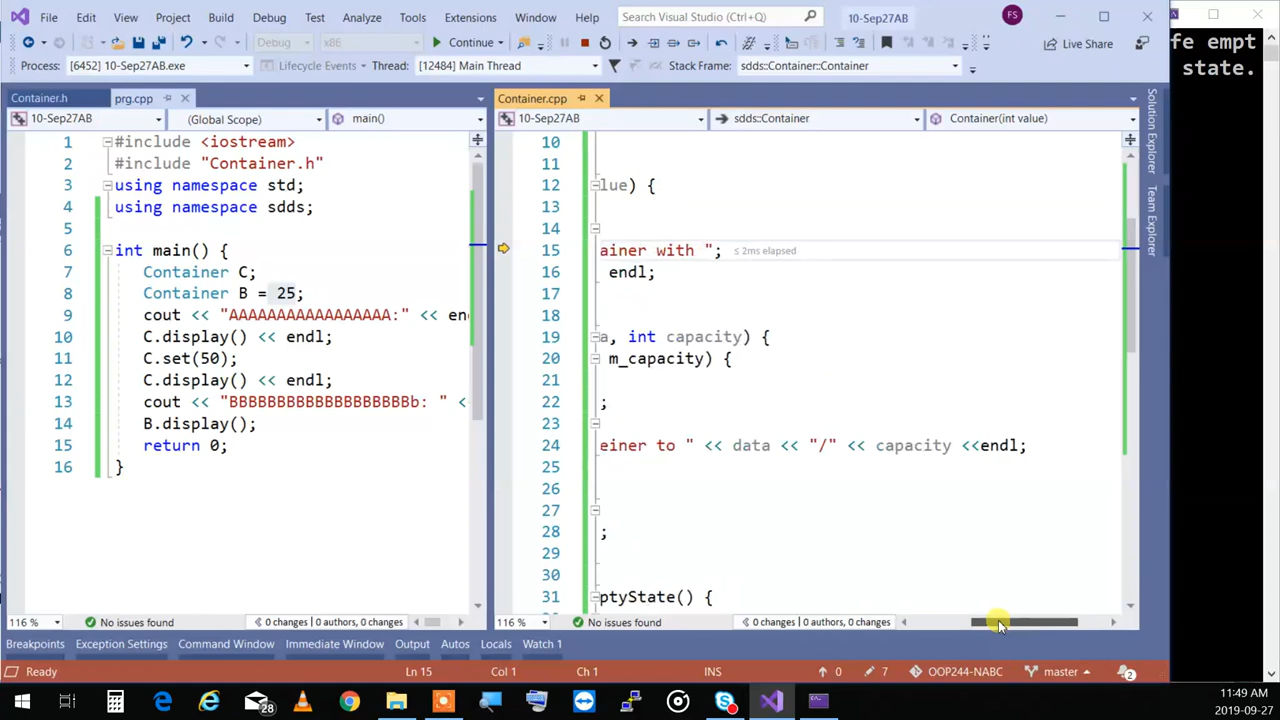 File Edit View Project Build Debug Test Analyze Tools Extensions Window Help Search Visual Studio (Ctrl+Q) 10-Sep27AB FS
Debug x86 Continue Live Share
Process: [6452] 10-Sep27AB.exe Lifecycle Events Thread: [12484] Main Thread Stack Frame: sdds::Container::Container
fe empt
state.
Container.h prg.cpp
10-Sep27AB (Global Scope) main()
1 #include <iostream>
2 #include "Container.h"
3 using namespace std;
4 using namespace sdds;
5
6 int main() {
7 Container C;
8 Container B = 25;
9 cout << "AAAAAAAAAAAAAAAAA:" << en
10 C.display() << endl;
11 C.set(50);
12 C.display() << endl;
13 cout << "BBBBBBBBBBBBBBBBBBBb: " <
14 B.display();
15 return 0;
16 }
116 % No issues found 0 changes | 0 authors, 0 changes
Container.cpp
10-Sep27AB sdds::Container Container(int value)
10
11
12 lue) {
13
14
15 ainer with "; ≤ 2ms elapsed
16 endl;
17
18
19 a, int capacity) {
20 m_capacity) {
21
22 ;
23
24 einer to " << data << "/" << capacity <<endl;
25
26
27
28 ;
29
30
31 ptyState() {
116 % No issues found 0 changes | 0 authors, 0 changes
Solution Explorer
Team Explorer
Breakpoints Exception Settings Command Window Immediate Window Output Autos Locals Watch 1
Ready Ln 15 Col 1 Ch 1 INS 0 7 OOP244-NABC master 2
28
11:49 AM
2019-09-27